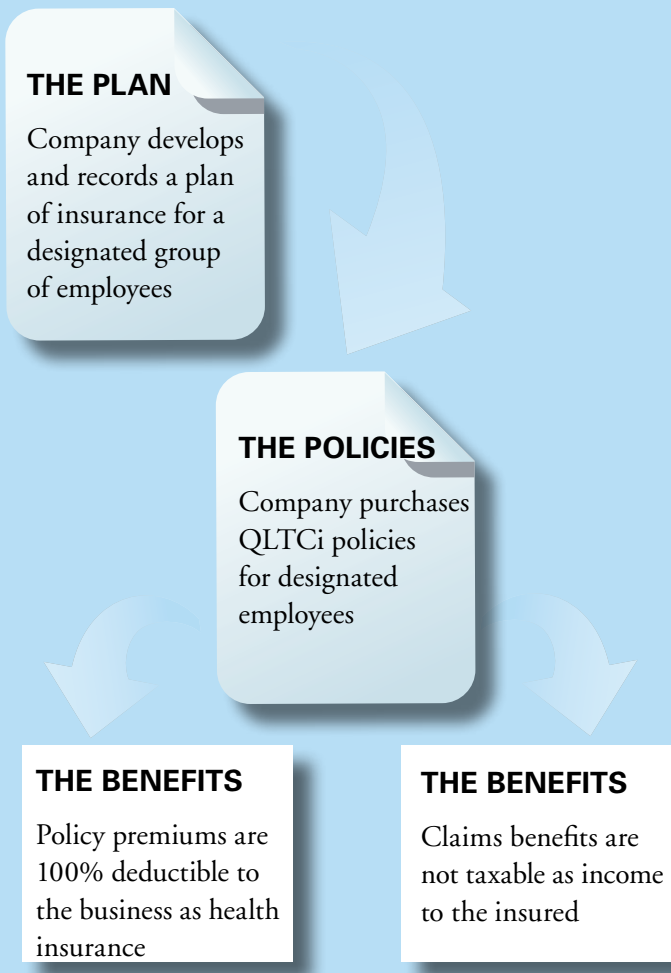 THE PLAN
Company develops
and records a plan
of insurance for a
designated group
of employees
THE POLICIES
Company purchases
QLTCi policies
for designated
employees
THE BENEFITS
Policy premiums are
100% deductible to
the business as health
insurance
THE BENEFITS
Claims benefits are
not taxable as income
to the insured